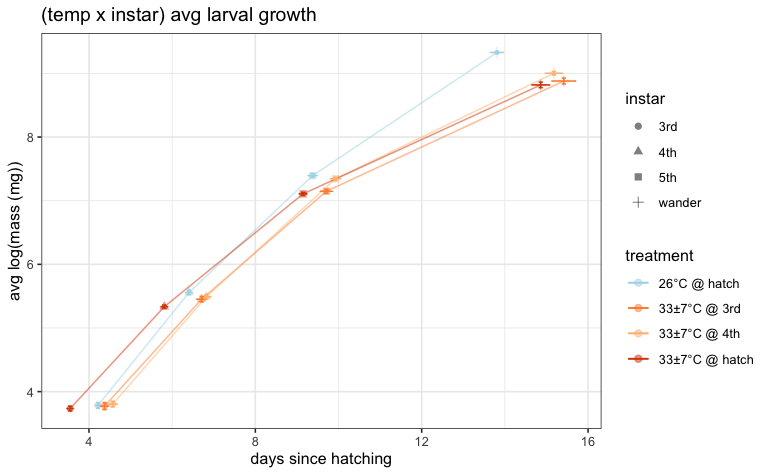 (temp x instar) avg larval growth
avg log(mass (mg))
8
6
4
4
8
12
16
days since hatching
instar
3rd
4th
5th
wander
treatment
26°C @ hatch
33±7°C @ 3rd
33±7°C @ 4th
33±7°C @ hatch